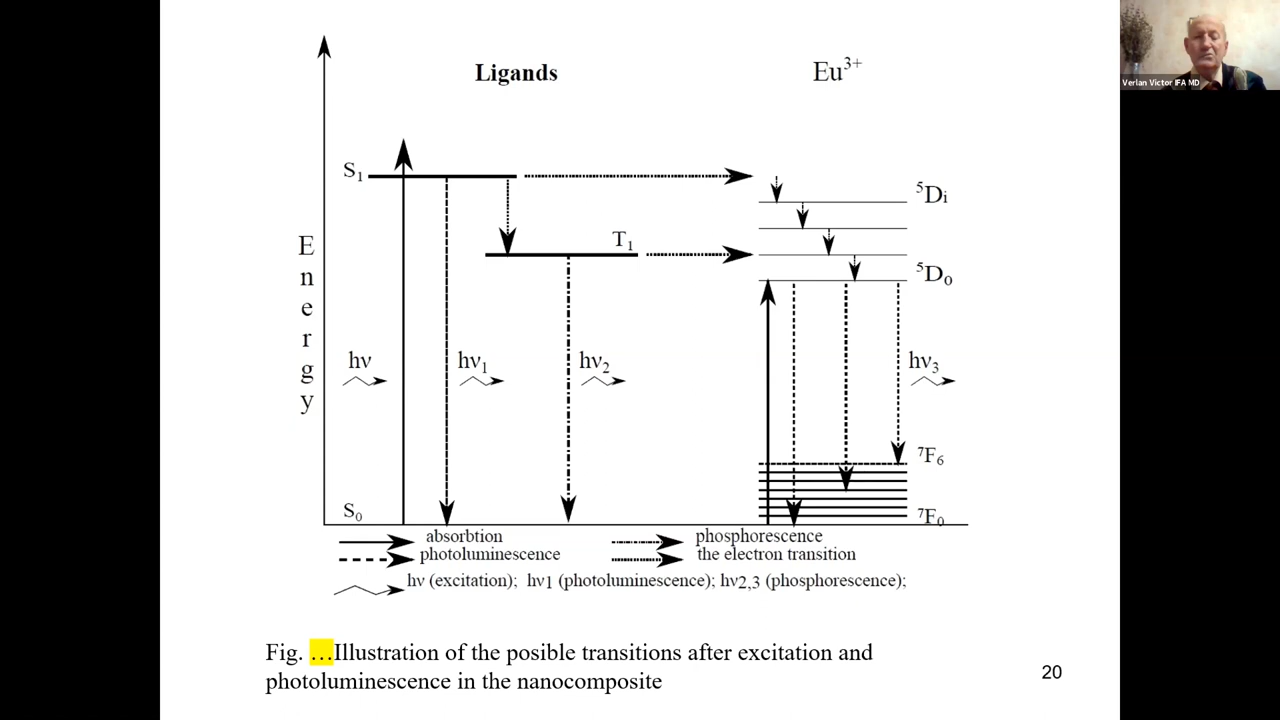 Ligands
Eu³⁺
S₁
⁵Di
T₁
⁵D₀
Energy
hν
hν₁
hν₂
hν₃
⁷F₆
S₀
⁷F₀
absorbtion
phosphorescence
photoluminescence
the electron transition
hν (excitation); hν1 (photoluminescence); hν2,3 (phosphorescence);
Fig. …Illustration of the posible transitions after excitation and
photoluminescence in the nanocomposite
20
Verlan Victor IFA MD